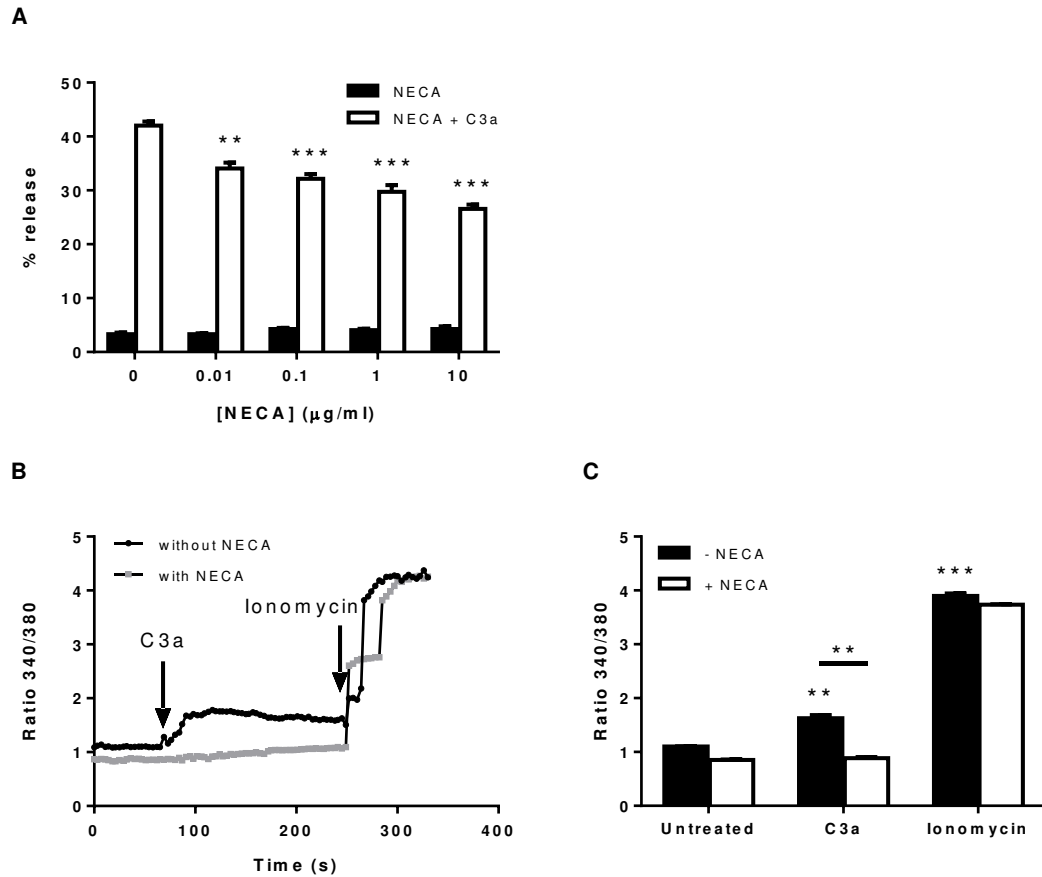 A
50
40
30
20
10
0
% release
NECA
NECA + C3a
**
***
***
***
0 0.01 0.1 1 10
[NECA] (μg/ml)
B
5
4
3
2
1
0
Ratio 340/380
without NECA
with NECA
Ionomycin
C3a
0 100 200 300 400
Time (s)
C
5
4
3
2
1
0
Ratio 340/380
- NECA
+ NECA
***
**
**
Untreated C3a Ionomycin